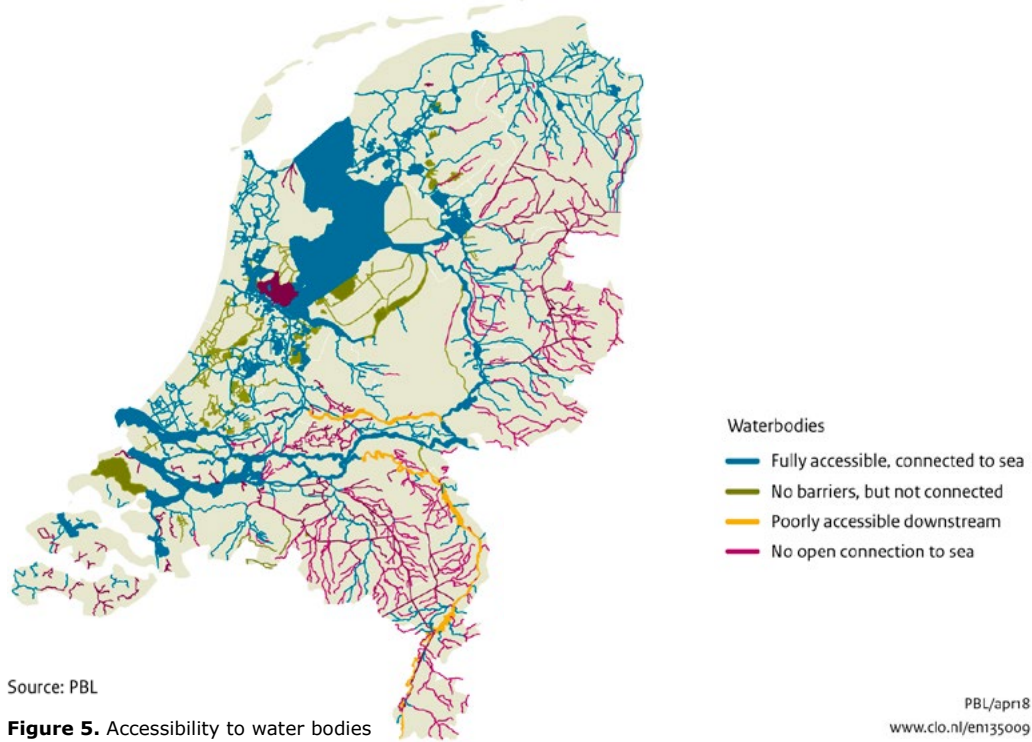 Waterbodies
Fully accessible, connected to sea
No barriers, but not connected
Poorly accessible downstream
No open connection to sea
Source: PBL
PBL/apr18
www.clo.nl/en135009
Figure 5. Accessibility to water bodies